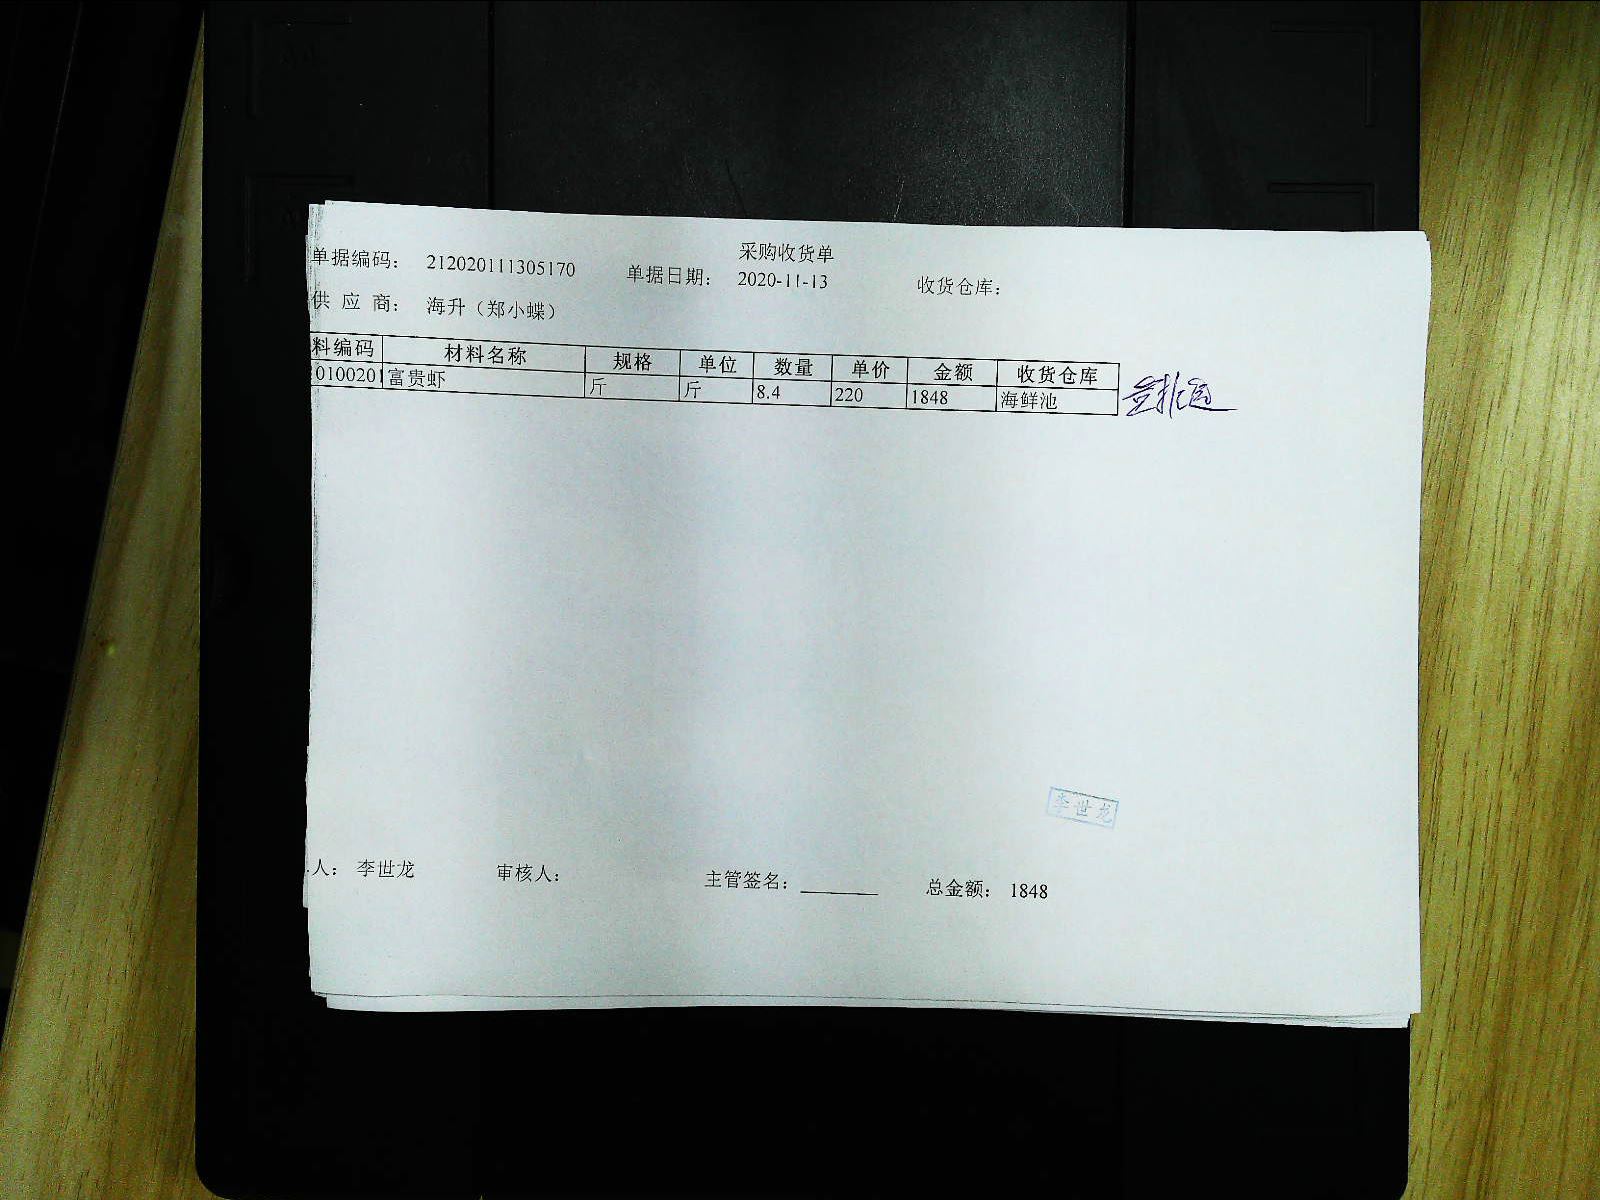 采购收货单
单据编码： 212020111305170 单据日期： 2020-11-13 收货仓库：
供 应 商： 海升（郑小蝶）
料编码 材料名称 规格 单位 数量 单价 金额 收货仓库
0100201 富贵虾 斤 斤 8.4 220 1848 海鲜池
李世龙
人： 李世龙 审核人： 主管签名： 总金额： 1848